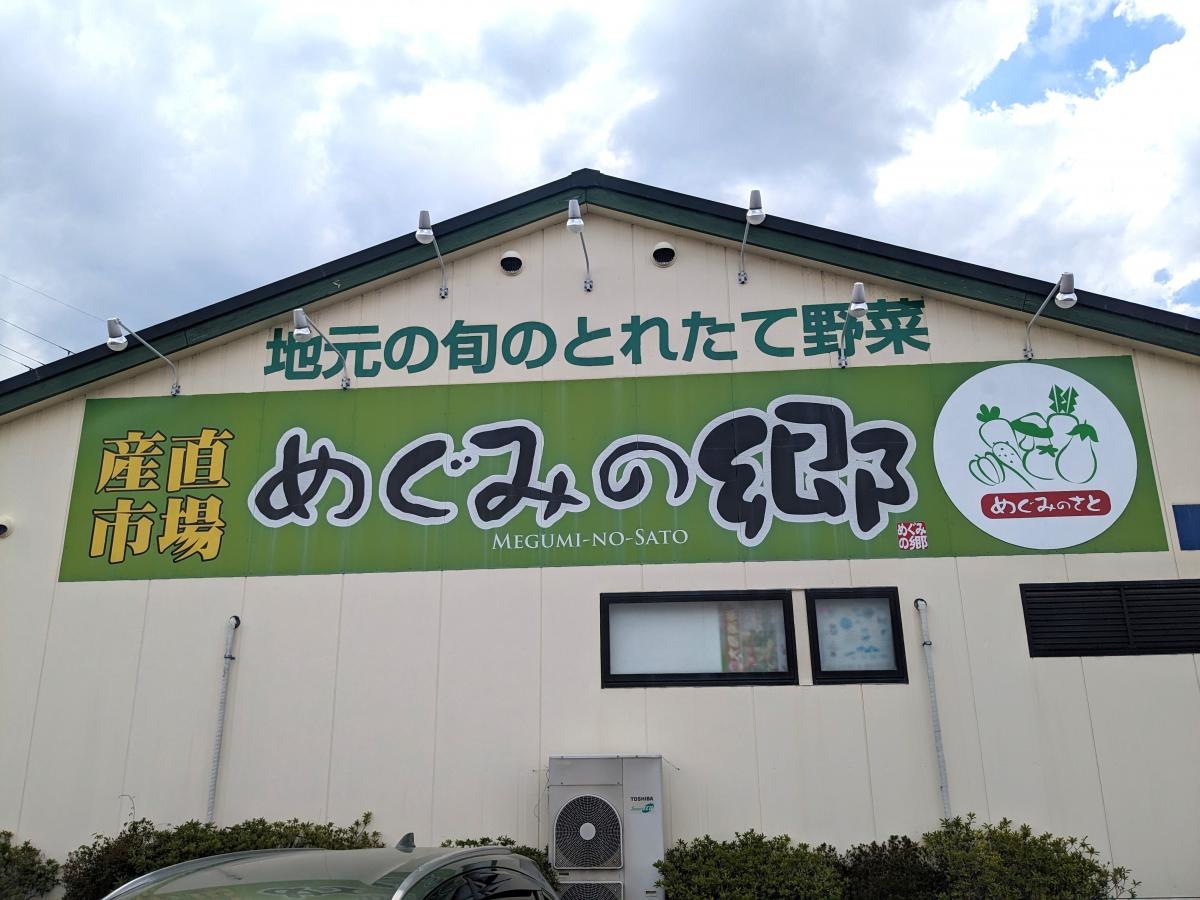 地元の旬のとれたて野菜
産直
市場
めぐみの郷
MEGUMI-NO-SATO
めぐみ
の郷
めぐみのさと
TOSHIBA